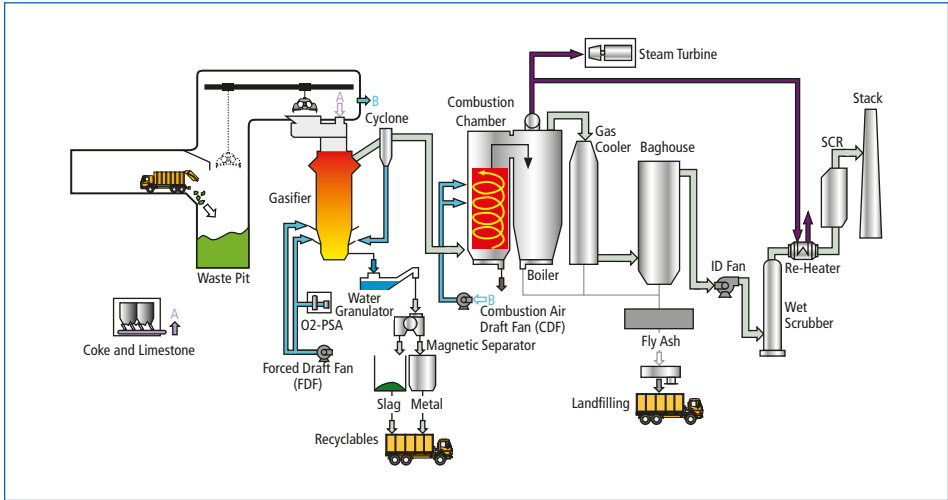 Steam Turbine
Combustion
Chamber
Stack
A
B
Cyclone
Gas
Cooler
SCR
Baghouse
Gasifier
Waste Pit
Boiler
ID Fan
Re-Heater
Water
Granulator
O2-PSA
B
Combustion Air
Draft Fan (CDF)
Wet
Scrubber
A
Coke and Limestone
Magnetic Separator
Fly Ash
Forced Draft Fan
(FDF)
Slag
Metal
Landfilling
Recyclables